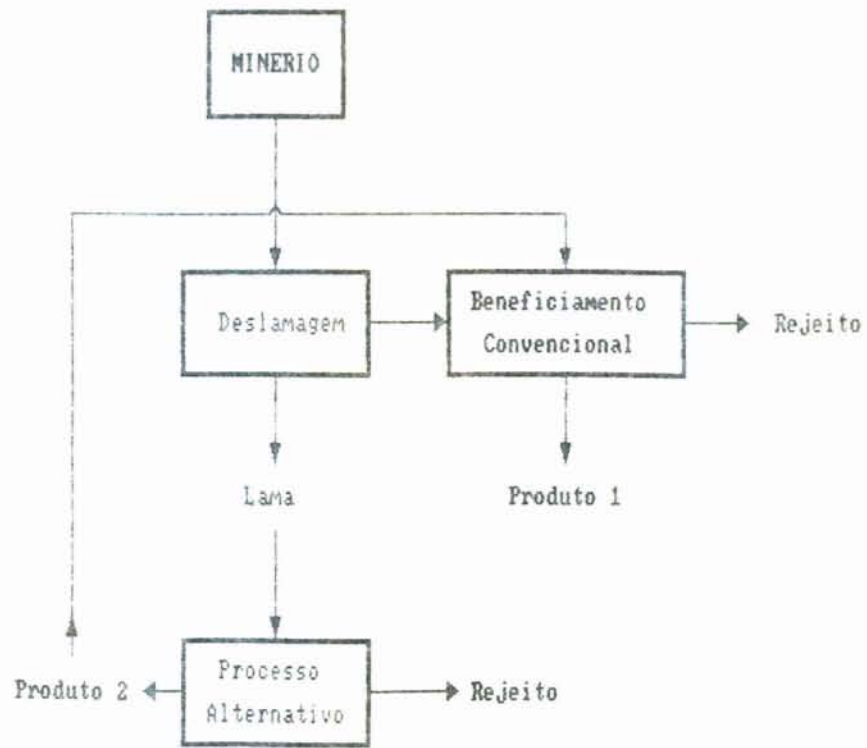 MINERIO
Deslamagem
Beneficiamento
Convencional
Rejeito
Lama
Produto 1
Processo
Alternativo
Produto 2
Rejeito